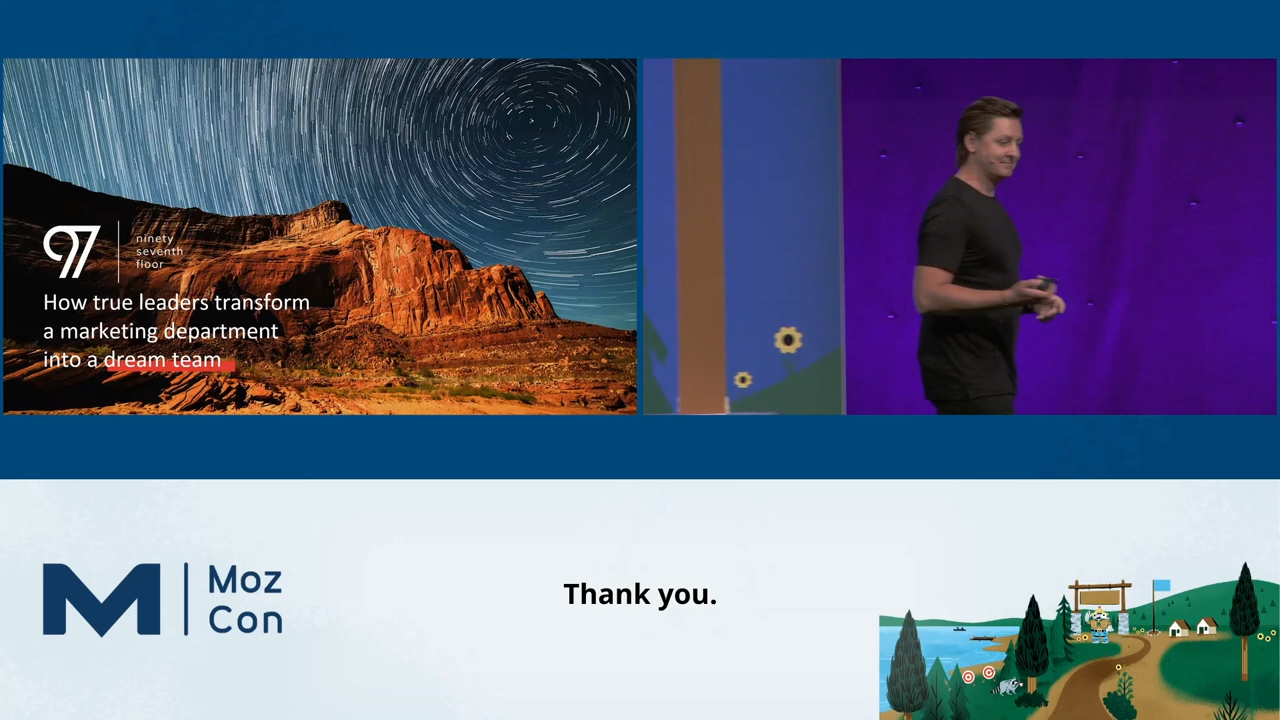 97
ninety
seventh
floor
How true leaders transform
a marketing department
into a dream team
M
Moz
Con
Thank you.